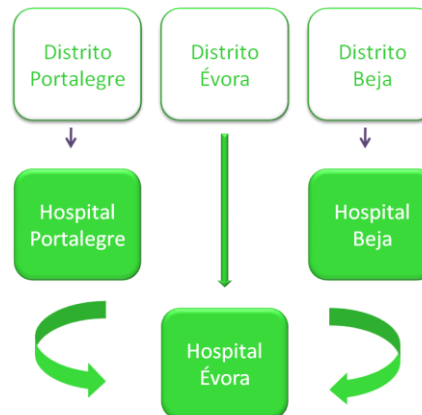 Distrito
Portalegre
Distrito
Évora
Distrito
Beja
Hospital
Portalegre
Hospital
Beja
Hospital
Évora